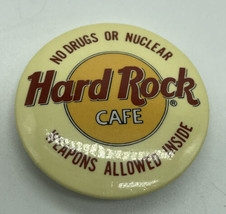 NO DRUGS OR NUCLEAR
Hard Rock
®
CAFE
WEAPONS ALLOWED INSIDE